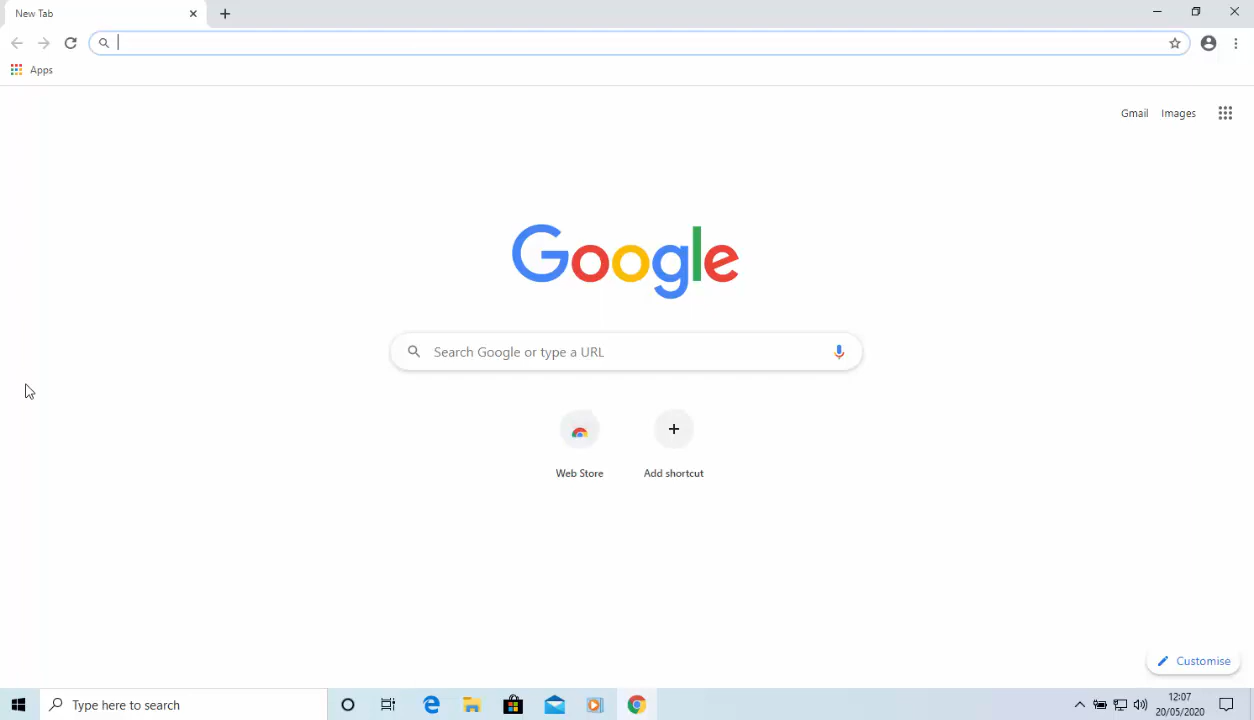 New Tab
Apps
Gmail Images
Google
Search Google or type a URL
Web Store Add shortcut
Customise
Type here to search
12:07
20/05/2020